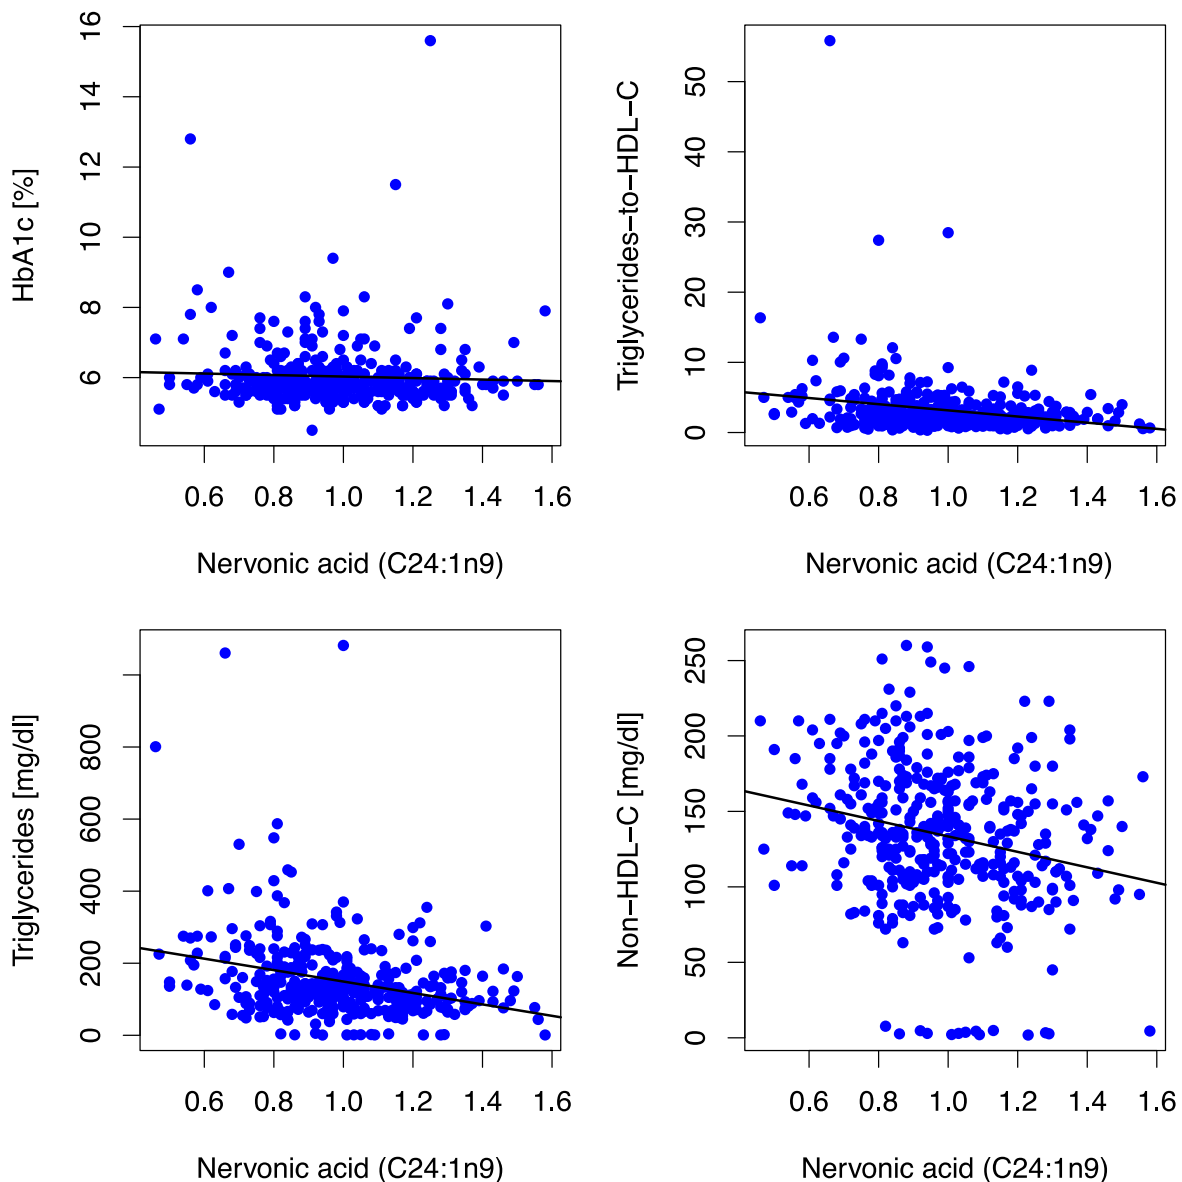 HbA1c [%]
6 8 10 12 14 16
0.6 0.8 1.0 1.2 1.4 1.6
Nervonic acid (C24:1n9)
Triglycerides−to−HDL−C
0 10 20 30 40 50
0.6 0.8 1.0 1.2 1.4 1.6
Nervonic acid (C24:1n9)
Triglycerides [mg/dl]
0 200 400 600 800
0.6 0.8 1.0 1.2 1.4 1.6
Nervonic acid (C24:1n9)
Non−HDL−C [mg/dl]
0 50 100 150 200 250
0.6 0.8 1.0 1.2 1.4 1.6
Nervonic acid (C24:1n9)